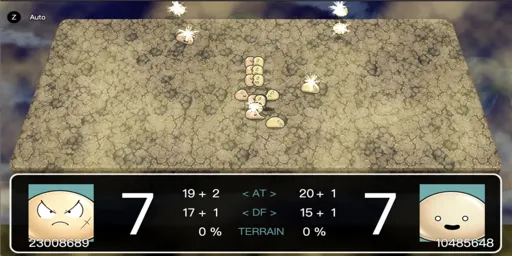 Z Auto
7 19 + 2 < AT > 20 + 1 7
17 + 1 < DF > 15 + 1
0 % TERRAIN 0 %
23008689 10485648